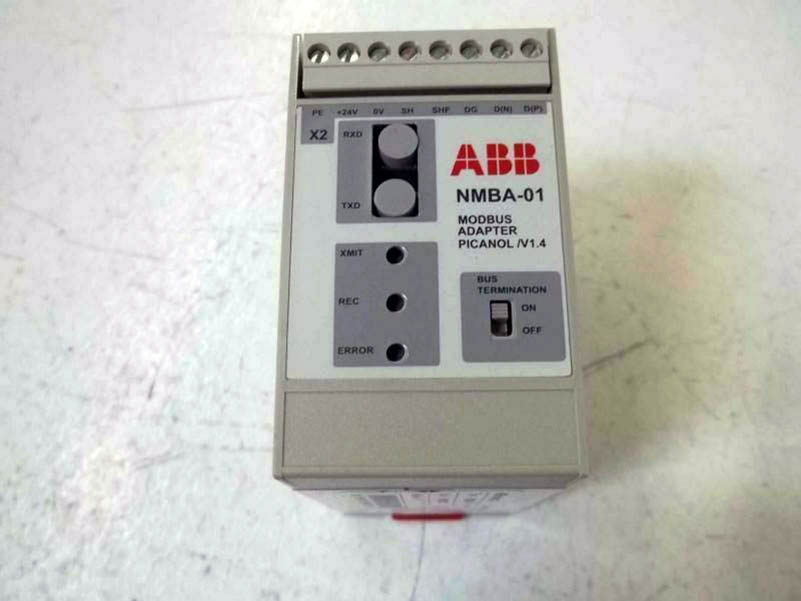 PE +24V 0V SH SHF DG D(N) D(P)
X2
RXD
TXD
ABB
NMBA-01
MODBUS
ADAPTER
PICANOL /V1.4
XMIT
REC
ERROR
BUS
TERMINATION
ON
OFF